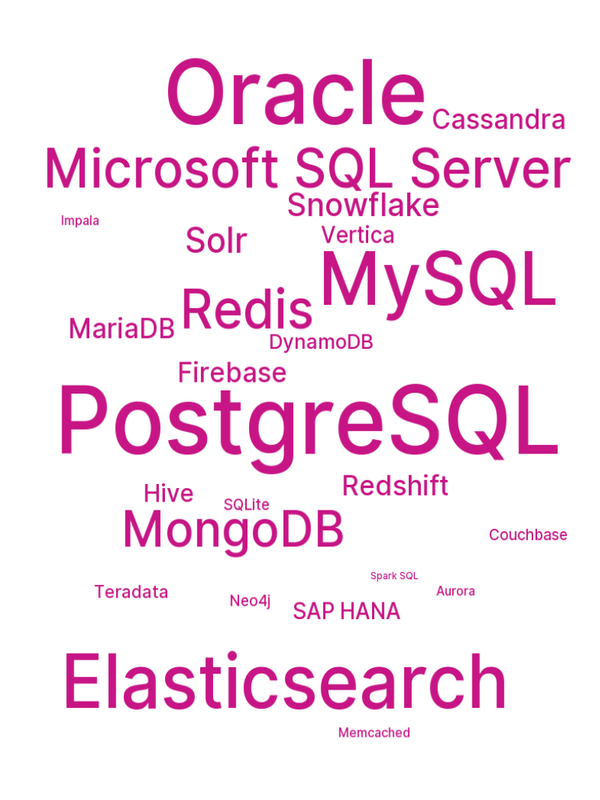 Oracle
Cassandra
Microsoft SQL Server
Snowflake
Impala
Vertica
Solr
MySQL
Redis
MariaDB
DynamoDB
Firebase
PostgreSQL
Redshift
Hive
SQLite
MongoDB
Couchbase
Spark SQL
Teradata
Aurora
Neo4j
SAP HANA
Elasticsearch
Memcached